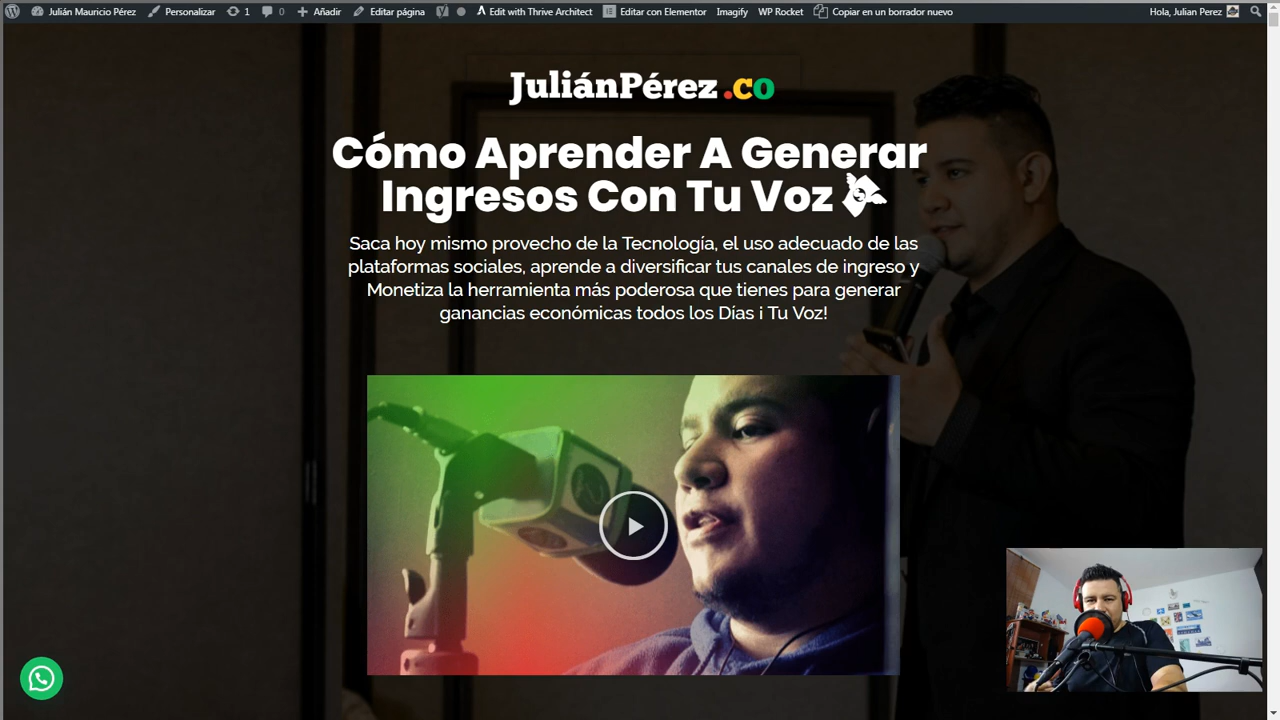 Julián Mauricio Pérez Personalizar 1 0 Añadir Editar página Edit with Thrive Architect Editar con Elementor Imagify WP Rocket Copiar en un borrador nuevo Hola, Julian Perez
JuliánPérez.co
Cómo Aprender A Generar
Ingresos Con Tu Voz
Saca hoy mismo provecho de la Tecnología, el uso adecuado de las
plataformas sociales, aprende a diversificar tus canales de ingreso y
Monetiza la herramienta más poderosa que tienes para generar
ganancias económicas todos los Días ¡ Tu Voz!